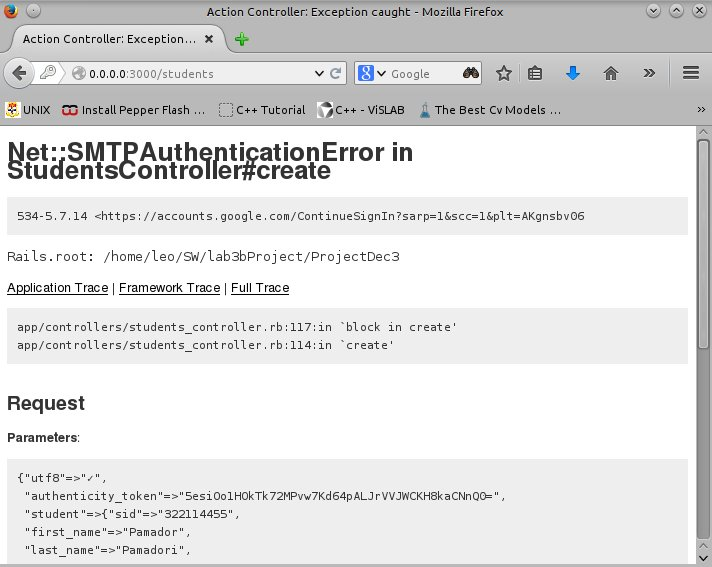 Action Controller: Exception caught - Mozilla Firefox
Action Controller: Exception...
0.0.0.0:3000/students
Google
UNIX
Install Pepper Flash ...
C++ Tutorial
C++ - ViSLAB
The Best Cv Models ...
Net::SMTPAuthenticationError in
StudentsController#create
534-5.7.14 <https://accounts.google.com/ContinueSignIn?sarp=1&scc=1&plt=AKgnsbv06
Rails.root: /home/leo/SW/lab3bProject/ProjectDec3
Application Trace | Framework Trace | Full Trace
app/controllers/students_controller.rb:117:in `block in create'
app/controllers/students_controller.rb:114:in `create'
Request
Parameters:
{"utf8"=>"✓",
"authenticity_token"=>"5esiOo1HOkTk72MPvw7Kd64pALJrVVJWCKH8kaCNnQ0=",
"student"=>{"sid"=>"322114455",
"first_name"=>"Pamador",
"last_name"=>"Pamadori",